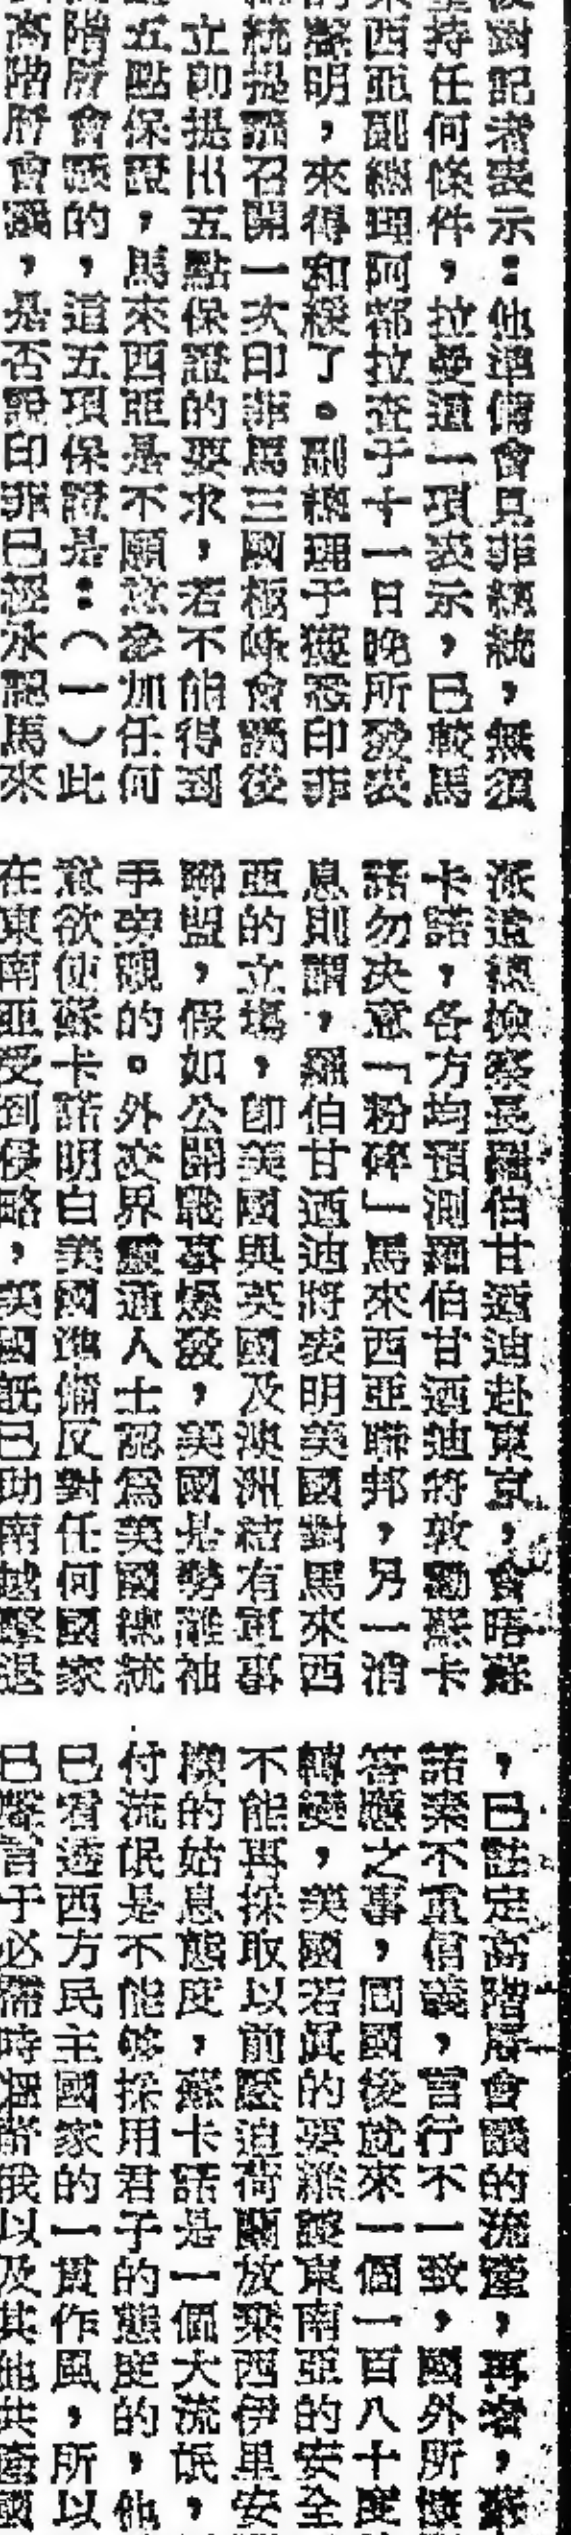 後對記者表示：他準備會見非總統，無須
堅持任何條件，拉曼這一項表示，已較馬
來西亞副總理阿都拉查于十一日晚所發表
的聲明，來得和緩了。副總理于獲悉印菲
總統提議召開一次印菲馬三國極峰會議後
立卽提出五點保證的要求，若不能得到
五點保證，馬來西亞是不願意參加任何
高階層會議的，這五項保證是：（一）此
高階層會議，是否說印菲已經承認馬來
派遣總檢察長羅伯甘迺迪赴東京，會晤蘇
卡諾，各方均預測羅伯甘迺迪將敦勸蘇卡
諾勿決意「粉碎」馬來西亞聯邦，另一消
息則謂，羅伯甘迺迪將表明美國對馬來西
亞的立場，卽美國與英國及澳洲結有軍事
聯盟，假如公開戰事爆發，美國是勢難袖
手旁觀的。外交界靈通人士認爲美國總統
意欲使蘇卡諾明白美國準備反對任何國家
在東南亞受到侵略，美國旣已助南越擊退
，已註定高階層會議的流產，再者，蘇
諾素不重信義，言行不一致，國外所
答應之事，回國後就來一個一百八十度
轉變，美國若眞的要維護東南亞的安全
不能再採取以前壓迫荷蘭放棄西伊里安
的姑息態度，蘇卡諾是一個大流氓，
付流氓是不能够採用君子的態度的，他
已看透西方民主國家的一貫作風，所以
已聲言于必需時邀請俄以及其他共產國